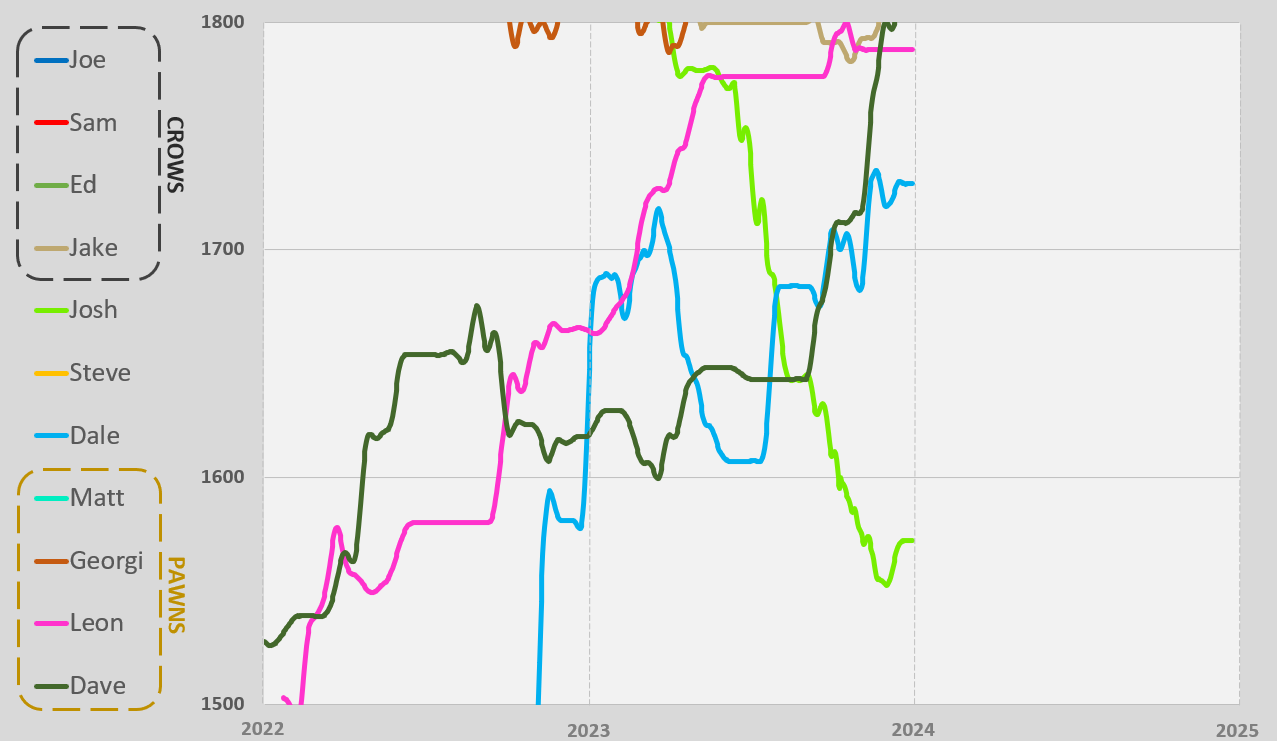 Joe
Sam
Ed
Jake
CROWS
Josh
Steve
Dale
Matt
Georgi
Leon
Dave
PAWNS
1800
1700
1600
1500
2022
2023
2024
2025